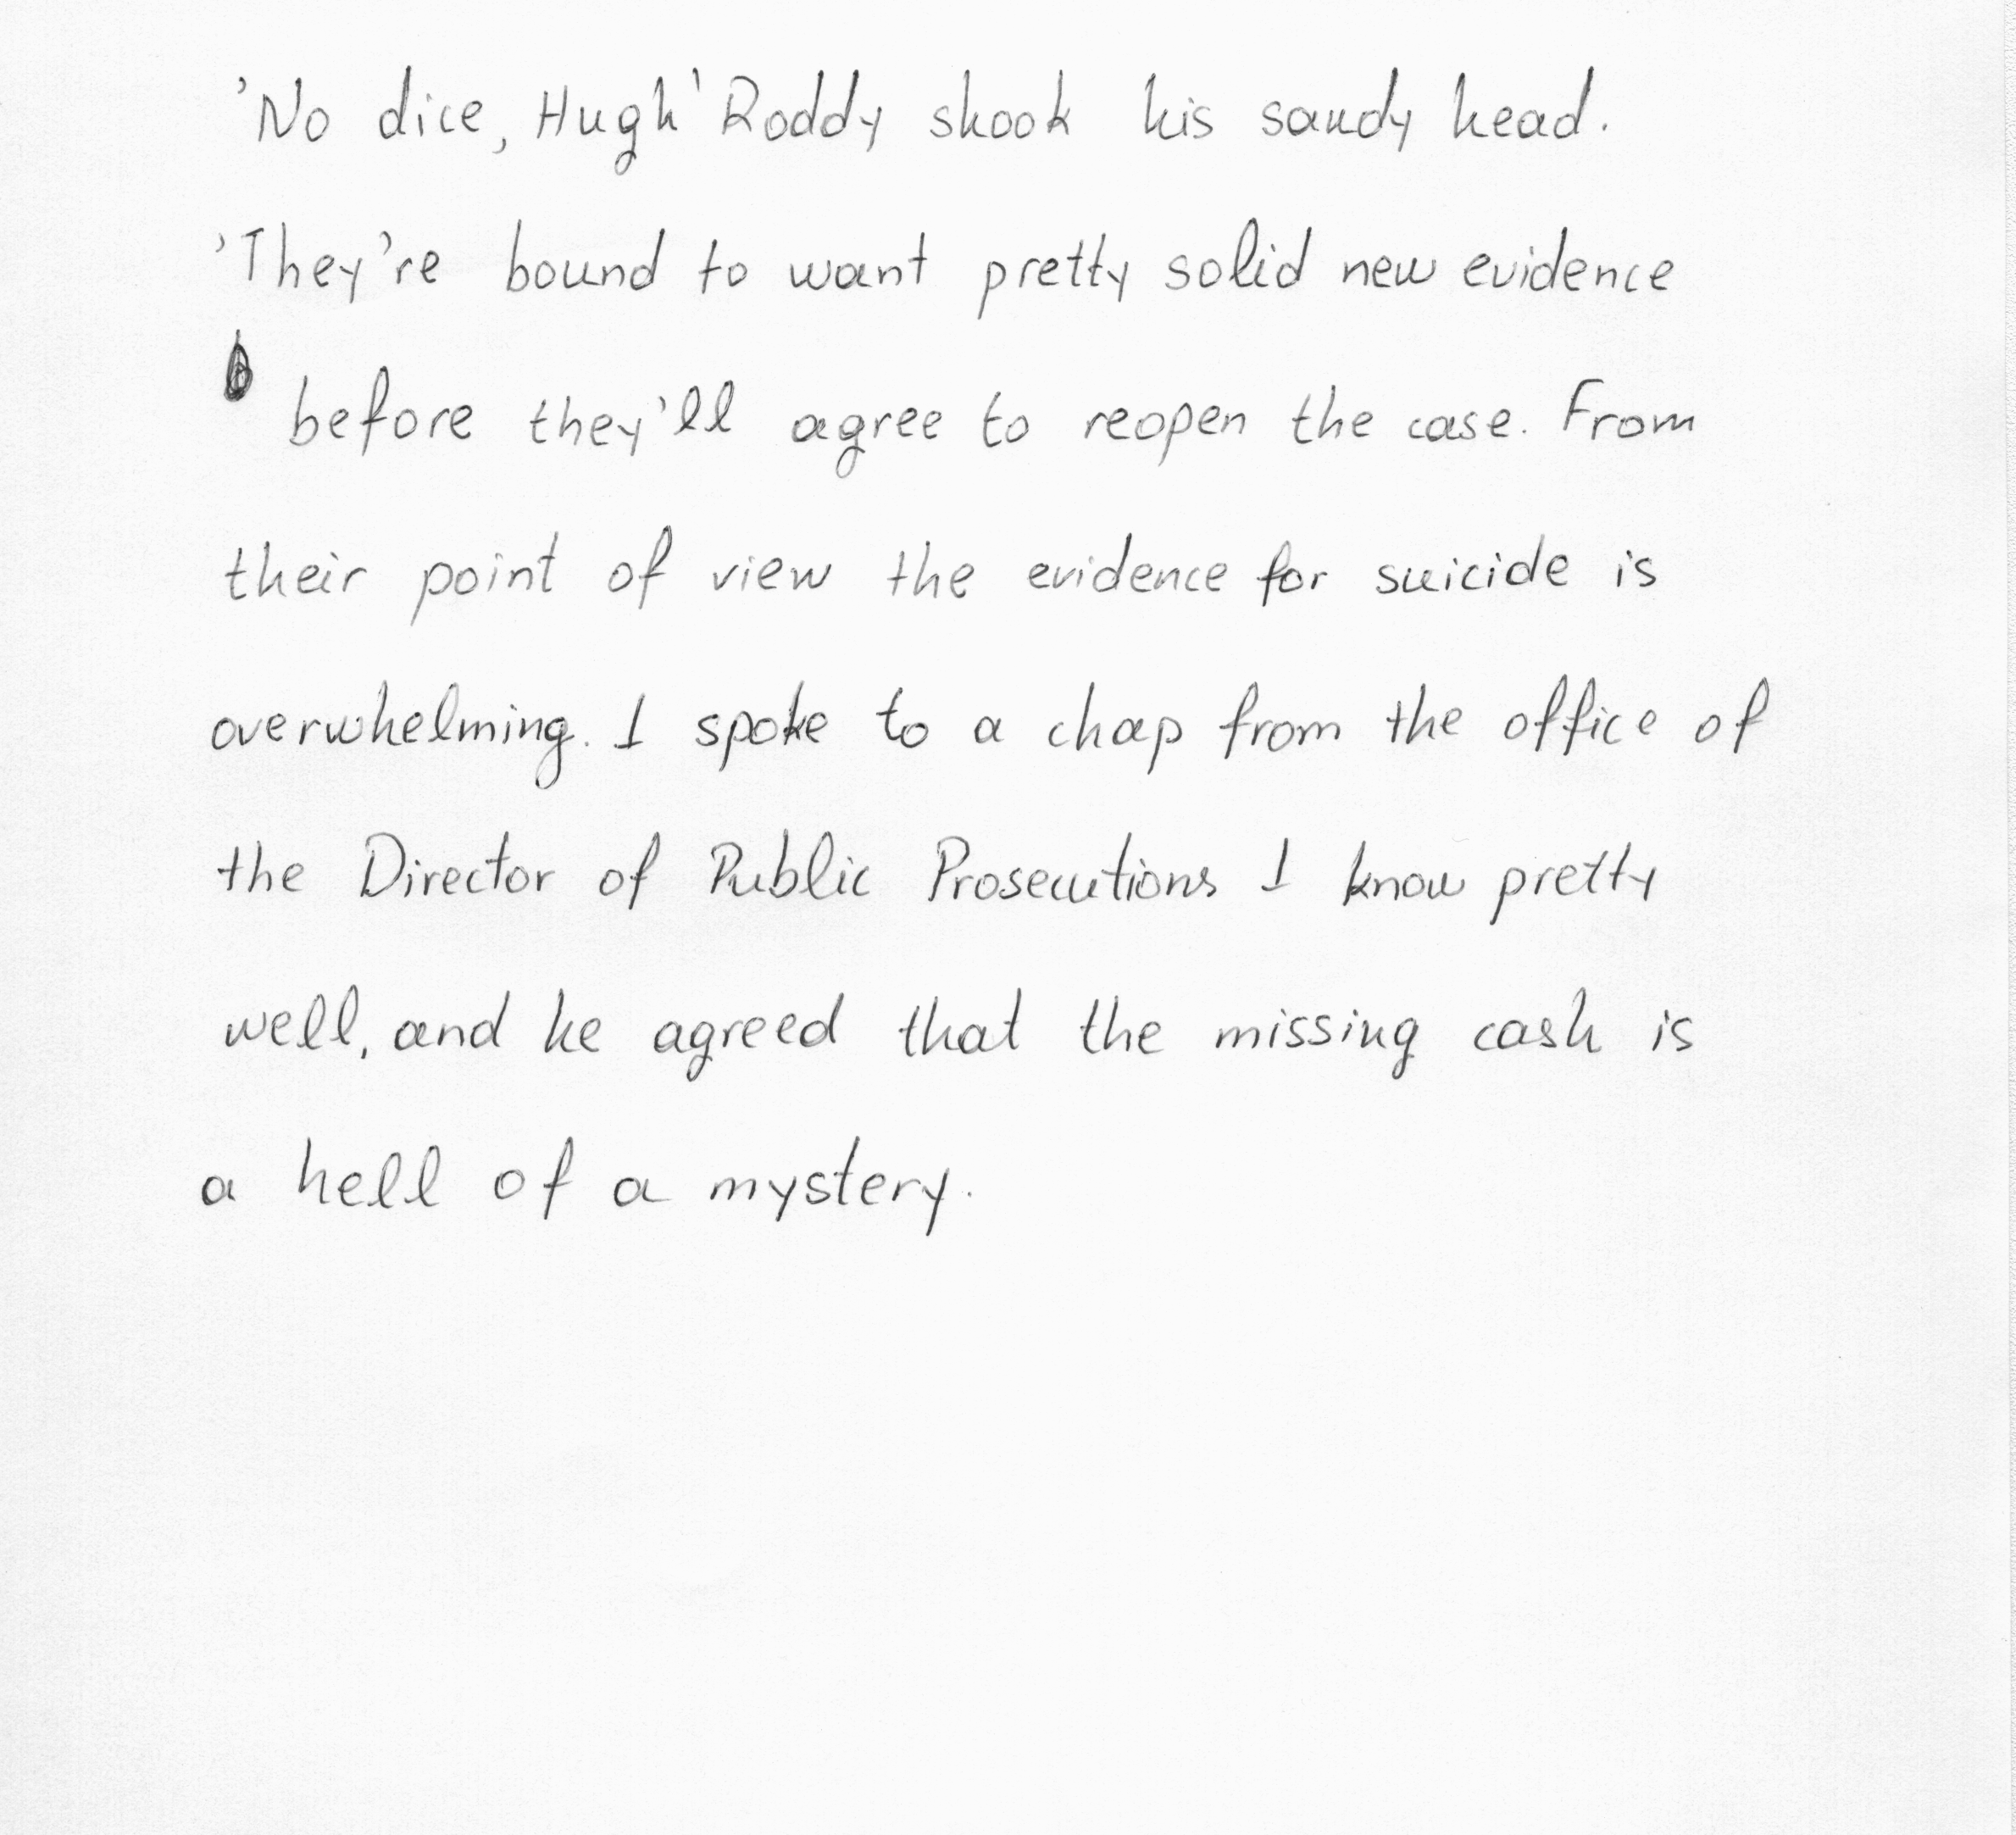 'No dice, Hugh' Roddy shook his sandy head.
'They're bound to want pretty solid new evidence
before they'll agree to reopen the case. From
their point of view the evidence for suicide is
overwhelming. I spoke to a chap from the office of
the Director of Public Prosecutions I know pretty
well, and he agreed that the missing cash is
a hell of a mystery.